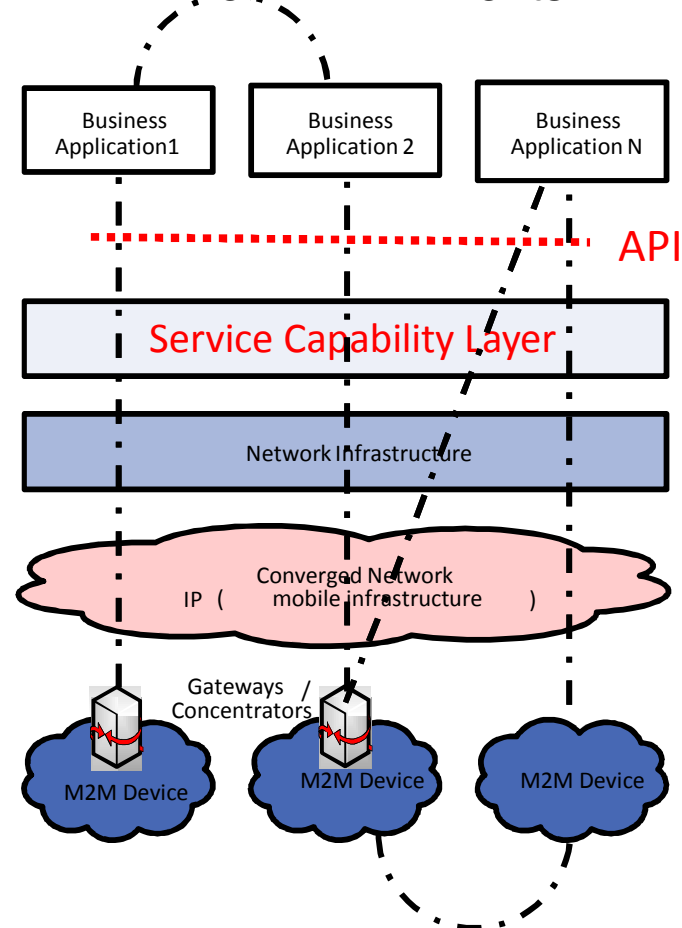 Business
Application1
Business
Application 2
Business
Application N
API
Service Capability Layer
Network Infrastructure
Converged Network
IP ( mobile infrastructure )
Gateways /
Concentrators
M2M Device
M2M Device
M2M Device